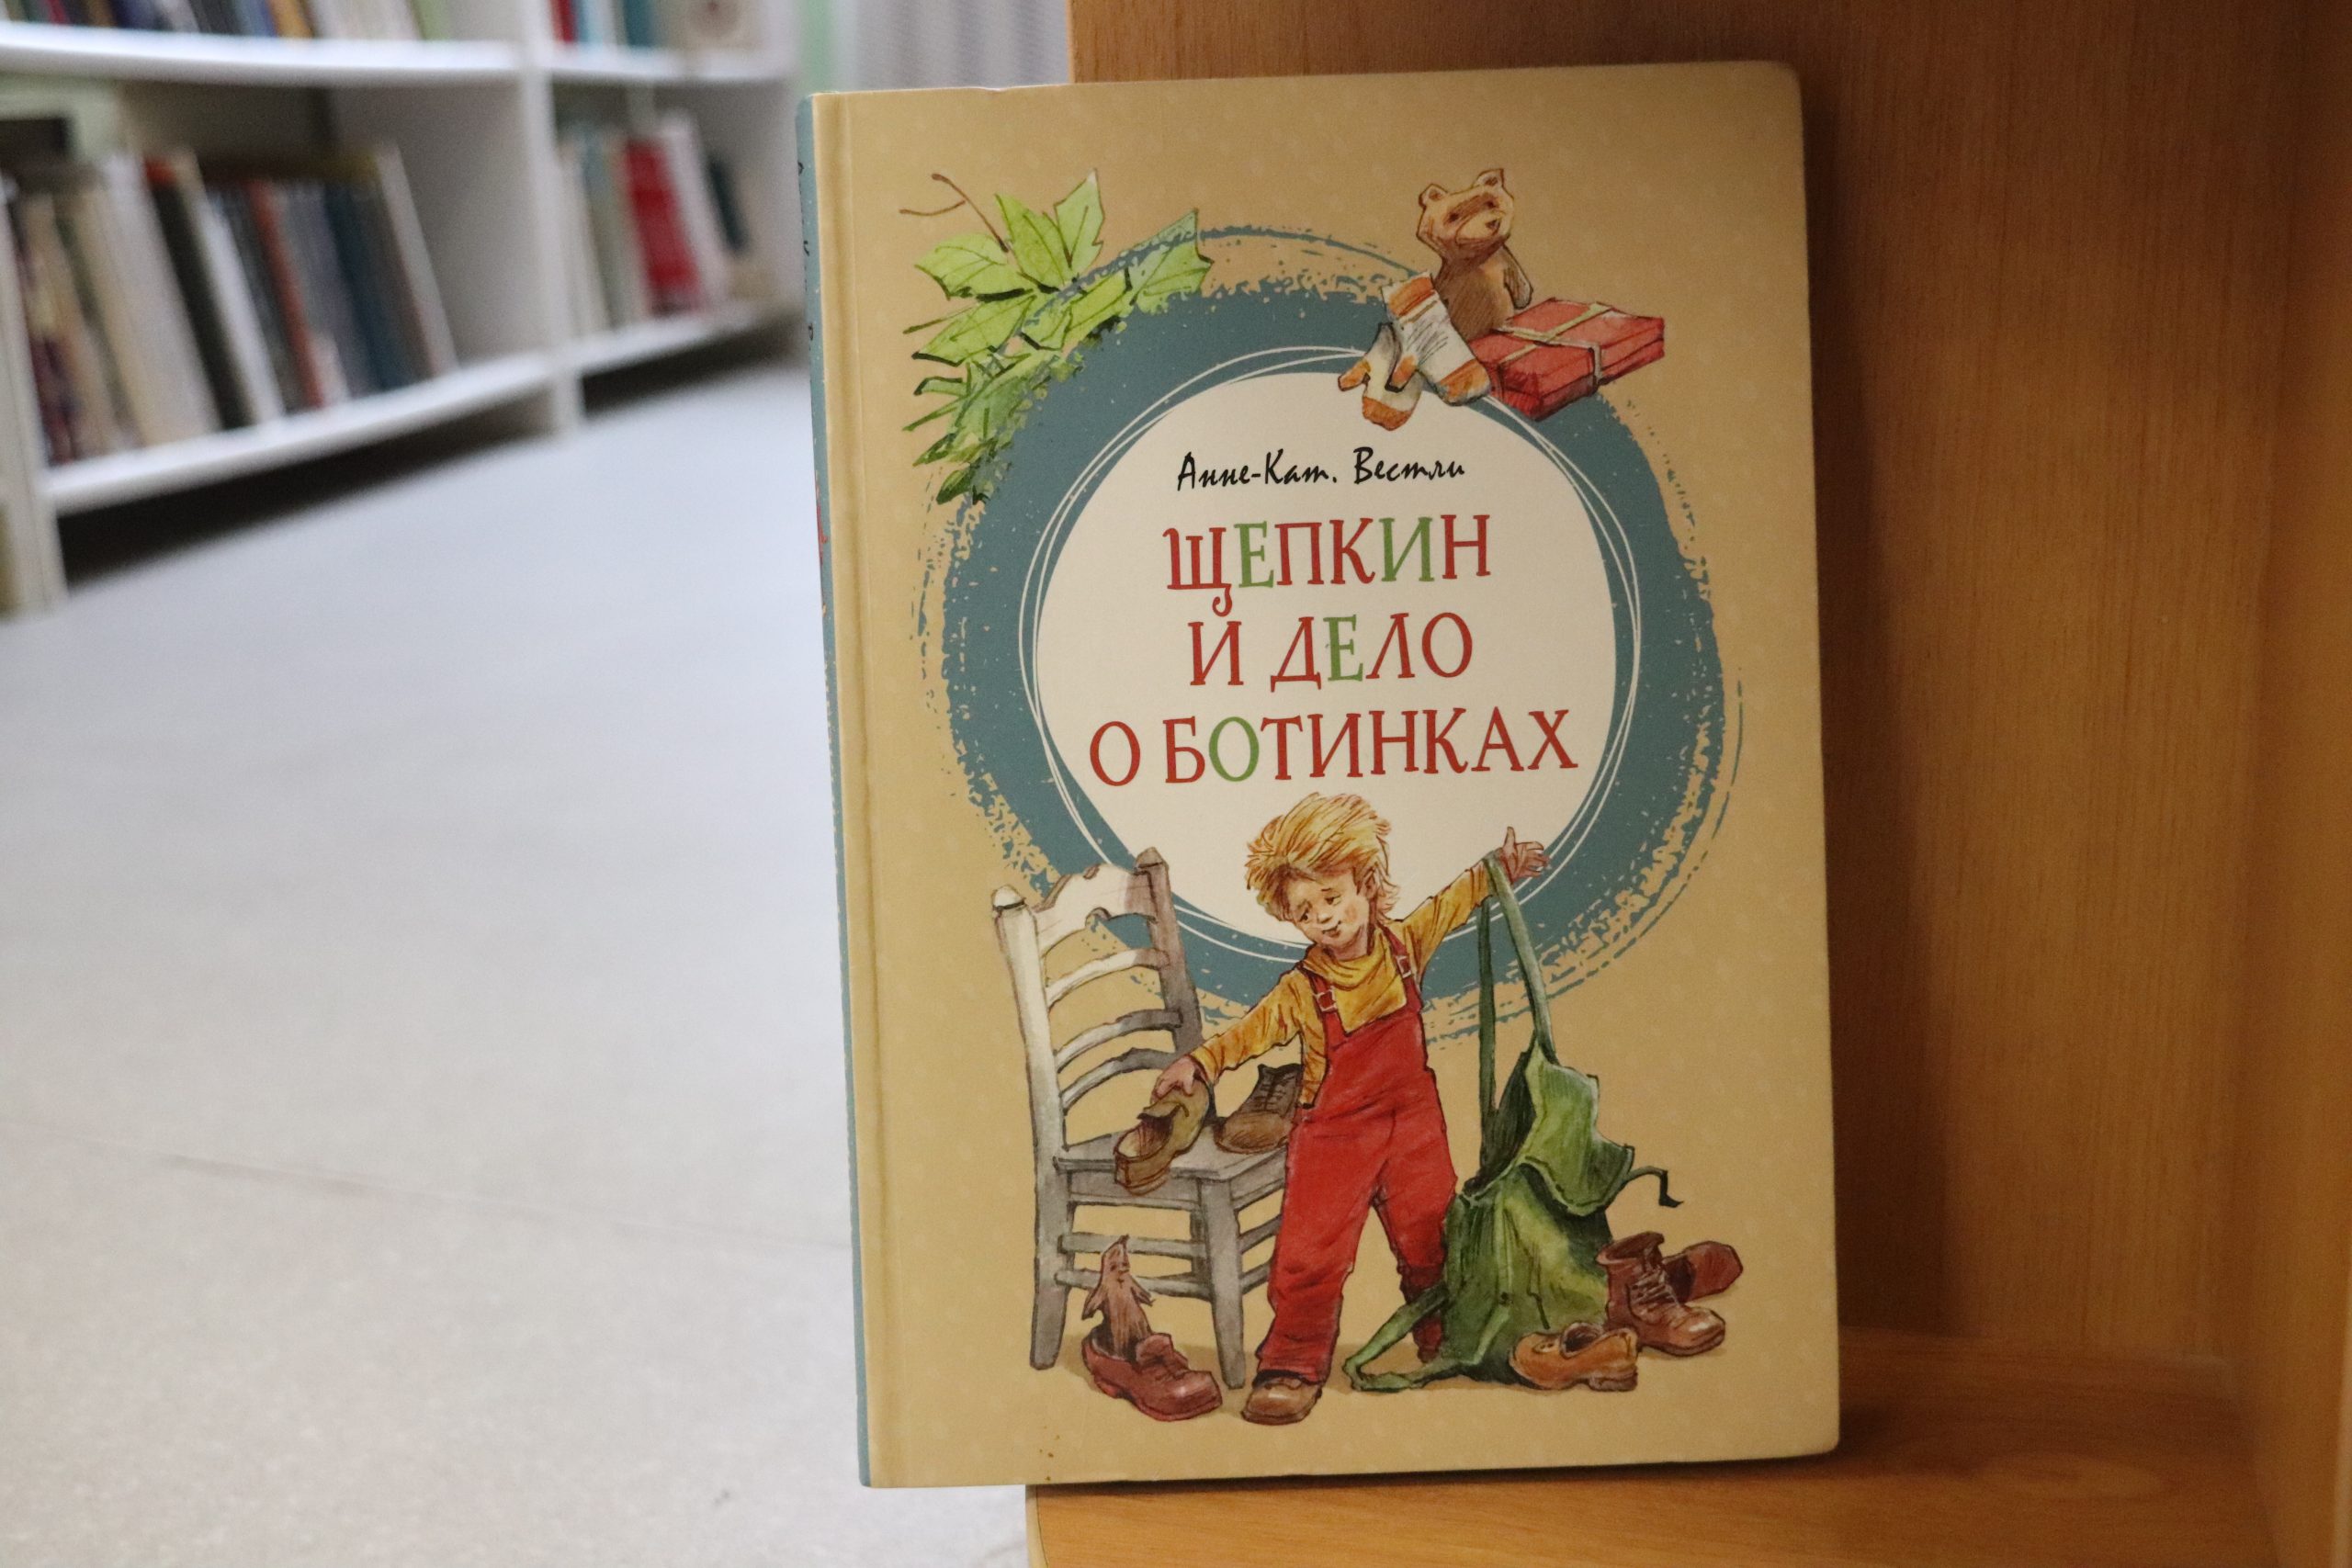 Анне-Кат. Вестли
ЩЕПКИН
И ДЕЛО
О БОТИНКАХ